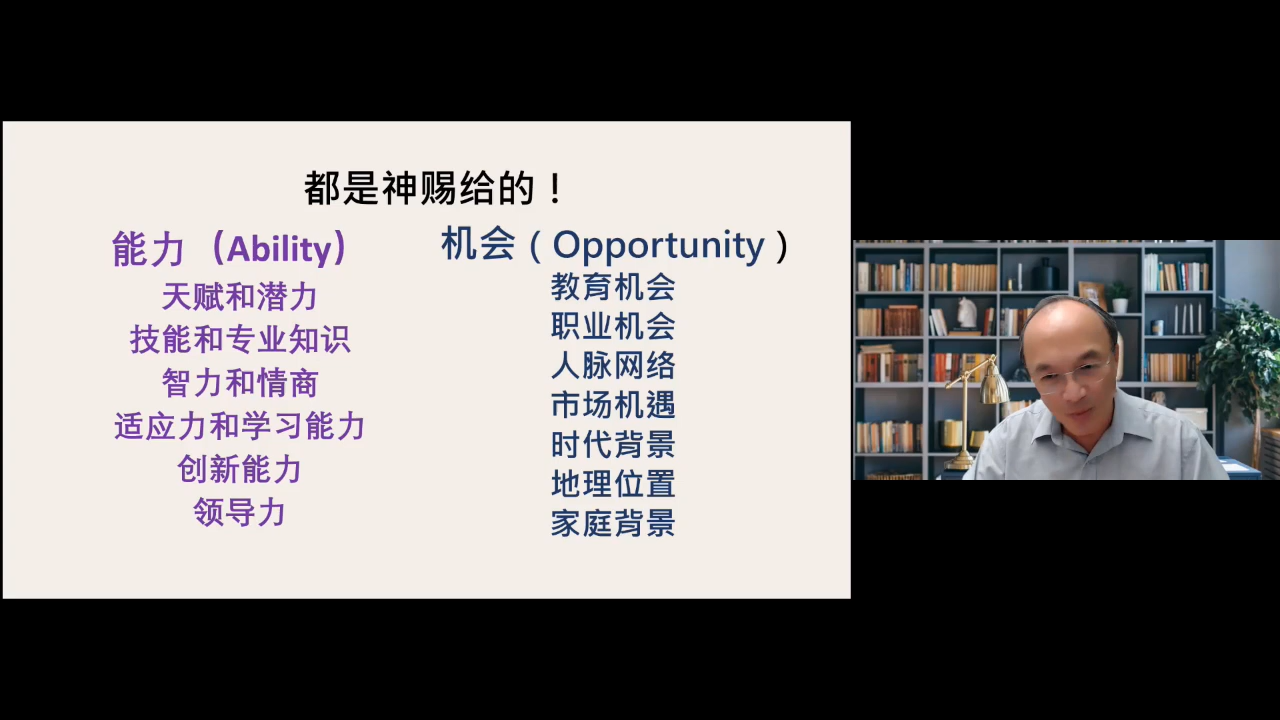 都是神赐给的！
能力（Ability）
天赋和潜力
技能和专业知识
智力和情商
适应力和学习能力
创新能力
领导力
机会（Opportunity）
教育机会
职业机会
人脉网络
市场机遇
时代背景
地理位置
家庭背景